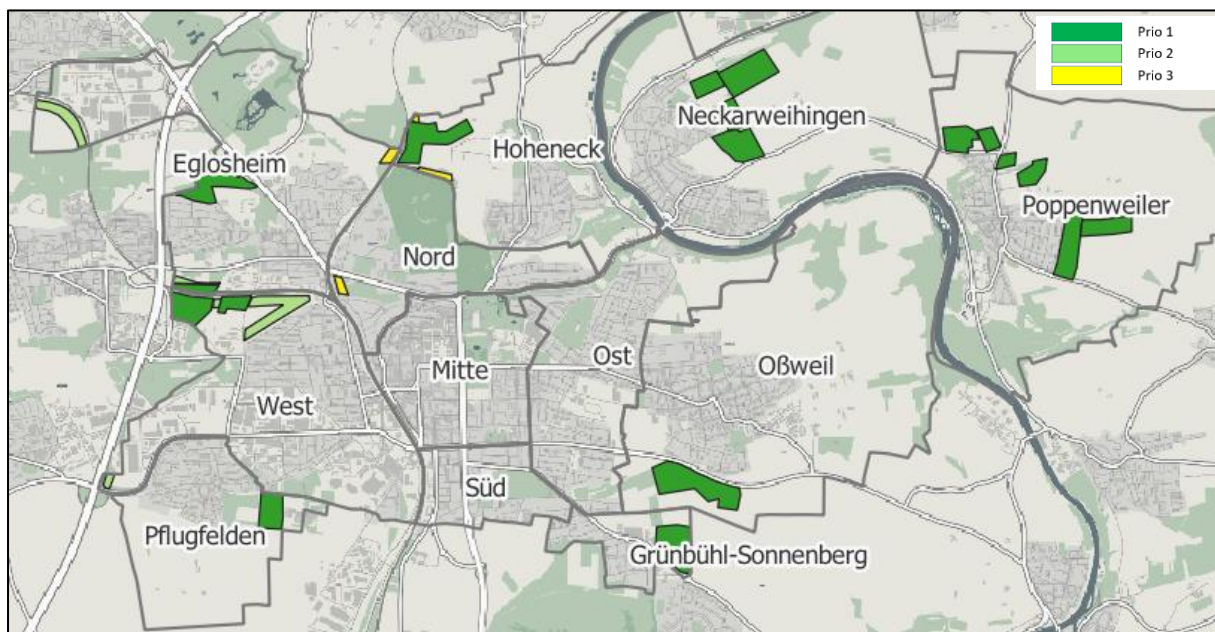 Prio 1
Prio 2
Prio 3
Neckarweihingen
Hoheneck
Eglosheim
Poppenweiler
Nord
Ost
Oßweil
Mitte
West
Süd
Pflugfelden
Grünbühl-Sonnenberg